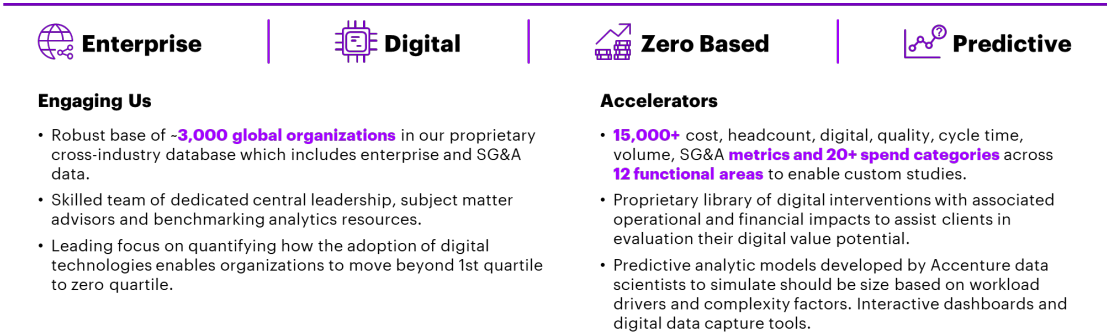 Enterprise
Digital
Zero Based
Predictive
Engaging Us
• Robust base of ~3,000 global organizations in our proprietary
cross-industry database which includes enterprise and SG&A
data.
• Skilled team of dedicated central leadership, subject matter
advisors and benchmarking analytics resources.
• Leading focus on quantifying how the adoption of digital
technologies enables organizations to move beyond 1st quartile
to zero quartile.
Accelerators
• 15,000+ cost, headcount, digital, quality, cycle time,
volume, SG&A metrics and 20+ spend categories across
12 functional areas to enable custom studies.
• Proprietary library of digital interventions with associated
operational and financial impacts to assist clients in
evaluation their digital value potential.
• Predictive analytic models developed by Accenture data
scientists to simulate should be size based on workload
drivers and complexity factors. Interactive dashboards and
digital data capture tools.